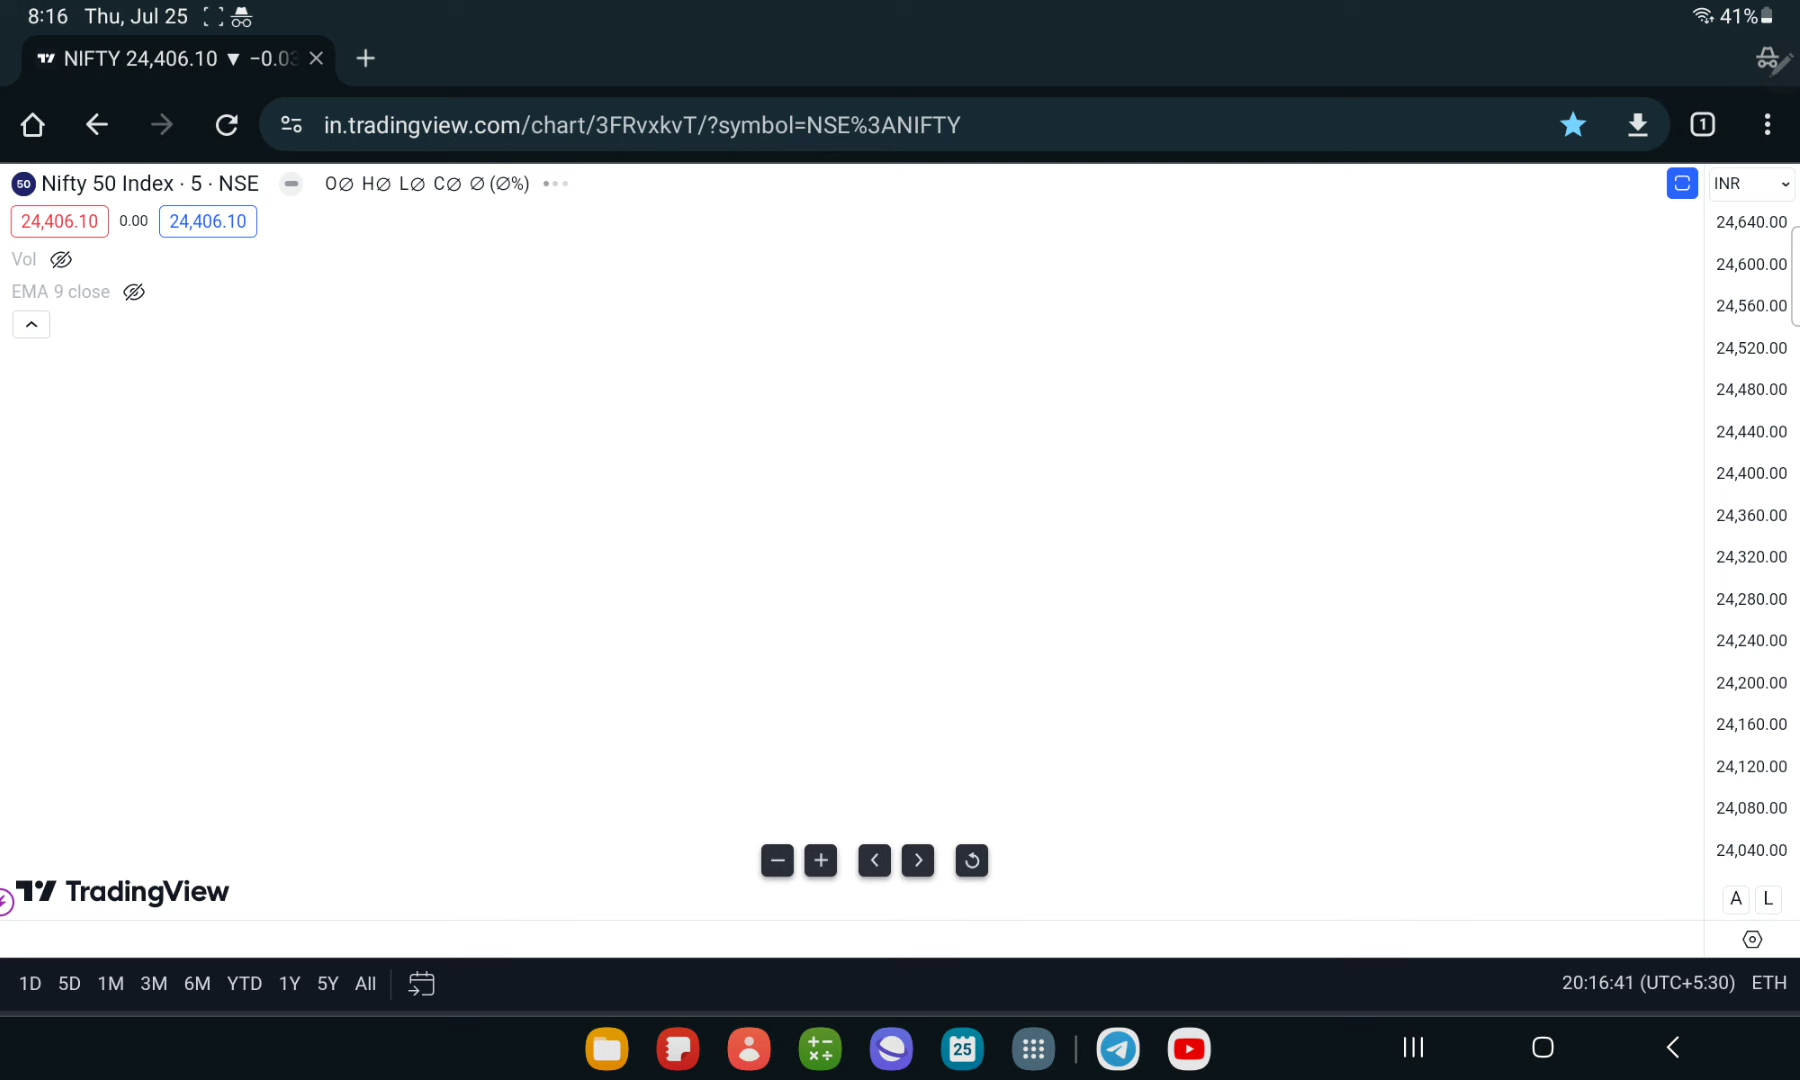 8:16 Thu, Jul 25
41%
NIFTY 24,406.10 ▼ −0.03
in.tradingview.com/chart/3FRvxkvT/?symbol=NSE%3ANIFTY
1
50 Nifty 50 Index · 5 · NSE O∅ H∅ L∅ C∅ ∅ (∅%)
INR
24,406.10 0.00 24,406.10
Vol
EMA 9 close
24,640.00
24,600.00
24,560.00
24,520.00
24,480.00
24,440.00
24,400.00
24,360.00
24,320.00
24,280.00
24,240.00
24,200.00
24,160.00
24,120.00
24,080.00
24,040.00
TradingView
A L
1D 5D 1M 3M 6M YTD 1Y 5Y All
20:16:41 (UTC+5:30) ETH
25